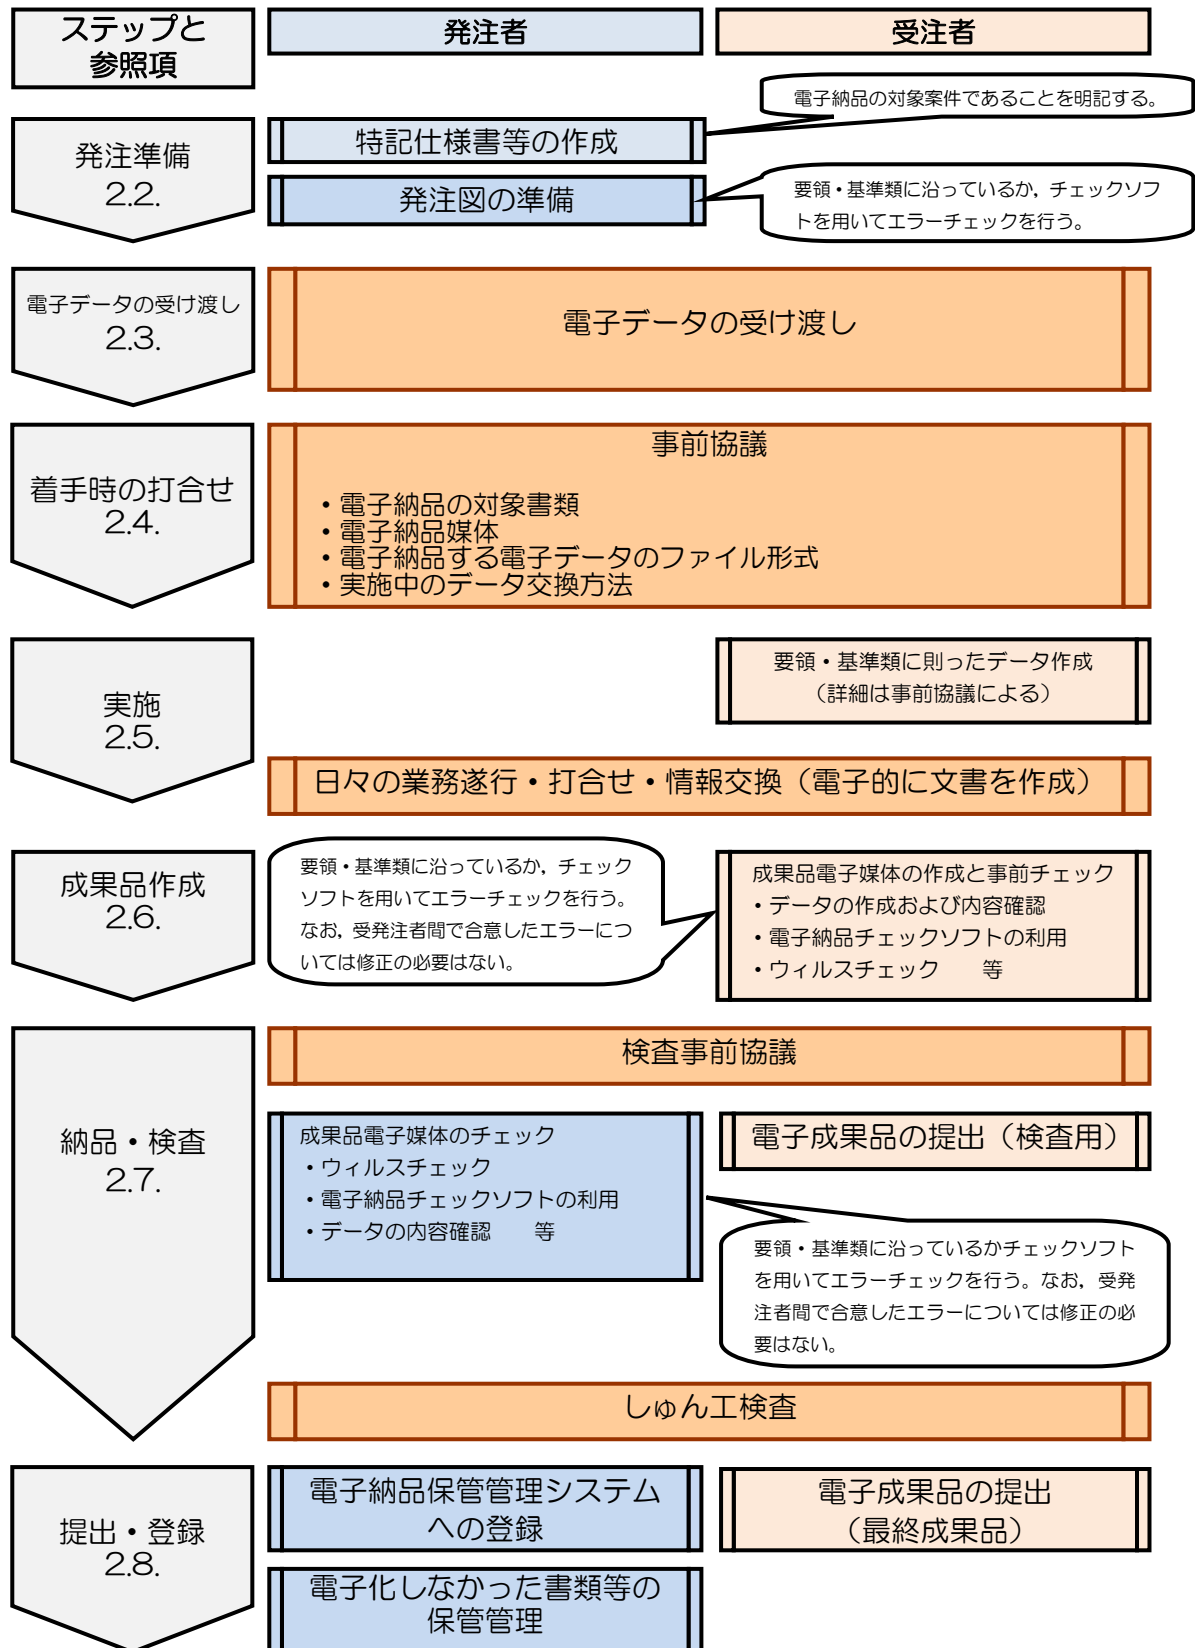 ステップと
参照項
発注者
受注者
電子納品の対象案件であることを明記する。
発注準備
2.2.
特記仕様書等の作成
発注図の準備
要領・基準類に沿っているか，チェックソフ
トを用いてエラーチェックを行う。
電子データの受け渡し
2.3.
電子データの受け渡し
着手時の打合せ
2.4.
事前協議
・電子納品の対象書類
・電子納品媒体
・電子納品する電子データのファイル形式
・実施中のデータ交換方法
実施
2.5.
要領・基準類に則ったデータ作成
（詳細は事前協議による）
日々の業務遂行・打合せ・情報交換（電子的に文書を作成）
成果品作成
2.6.
要領・基準類に沿っているか，チェック
ソフトを用いてエラーチェックを行う。
なお，受発注者間で合意したエラーにつ
いては修正の必要はない。
成果品電子媒体の作成と事前チェック
・データの作成および内容確認
・電子納品チェックソフトの利用
・ウィルスチェック　　等
納品・検査
2.7.
検査事前協議
成果品電子媒体のチェック
・ウィルスチェック
・電子納品チェックソフトの利用
・データの内容確認　　等
電子成果品の提出（検査用）
要領・基準類に沿っているかチェックソフト
を用いてエラーチェックを行う。なお，受発
注者間で合意したエラーについては修正の必
要はない。
しゅん工検査
提出・登録
2.8.
電子納品保管管理システム
への登録
電子成果品の提出
（最終成果品）
電子化しなかった書類等の
保管管理